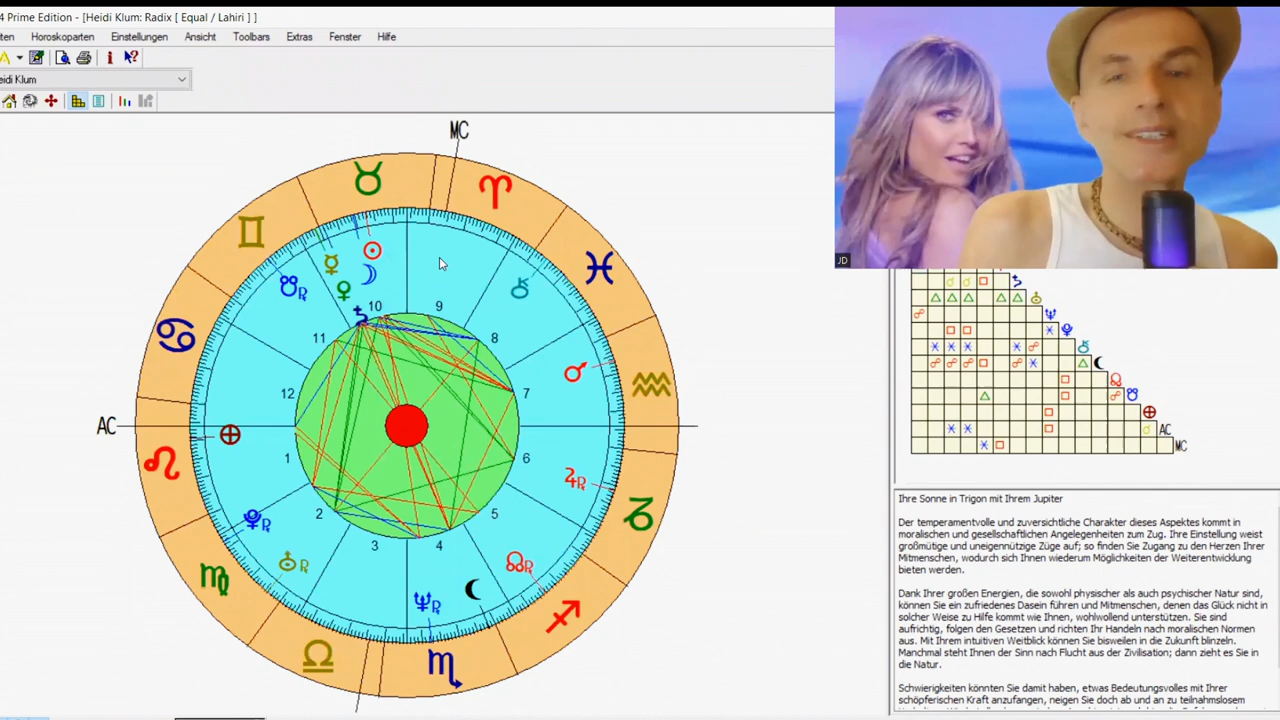 4 Prime Edition - [Heidi Klum: Radix [ Equal / Lahiri ] ]
ten Horoskoparten Einstellungen Ansicht Toolbars Extras Fenster Hilfe
eidi Klum
MC
10 9
11 8
12 7
AC
1 6
2 5
3 4
JD
AC
MC
Ihre Sonne in Trigon mit Ihrem Jupiter
Der temperamentvolle und zuversichtliche Charakter dieses Aspektes kommt in
moralischen und gesellschaftlichen Angelegenheiten zum Zug. Ihre Einstellung weist
großmütige und uneigennützige Züge auf; so finden Sie Zugang zu den Herzen Ihrer
Mitmenschen, wodurch sich Ihnen wiederum Möglichkeiten der Weiterentwicklung
bieten werden.
Dank Ihrer großen Energien, die sowohl physischer als auch psychischer Natur sind,
können Sie ein zufriedenes Dasein führen und Mitmenschen, denen das Glück nicht in
solcher Weise zu Hilfe kommt wie Ihnen, wohlwollend unterstützen. Sie sind
aufrichtig, folgen den Gesetzen und richten Ihr Handeln nach moralischen Normen
aus. Mit Ihrem intuitiven Weitblick können Sie bisweilen in die Zukunft blinzeln.
Manchmal steht Ihnen der Sinn nach Flucht aus der Zivilisation; dann zieht es Sie in
die Natur.
Schwierigkeiten könnten Sie damit haben, etwas Bedeutungsvolles mit Ihrer
schöpferischen Kraft anzufangen, neigen Sie doch ab und an zu teilnahmslosem